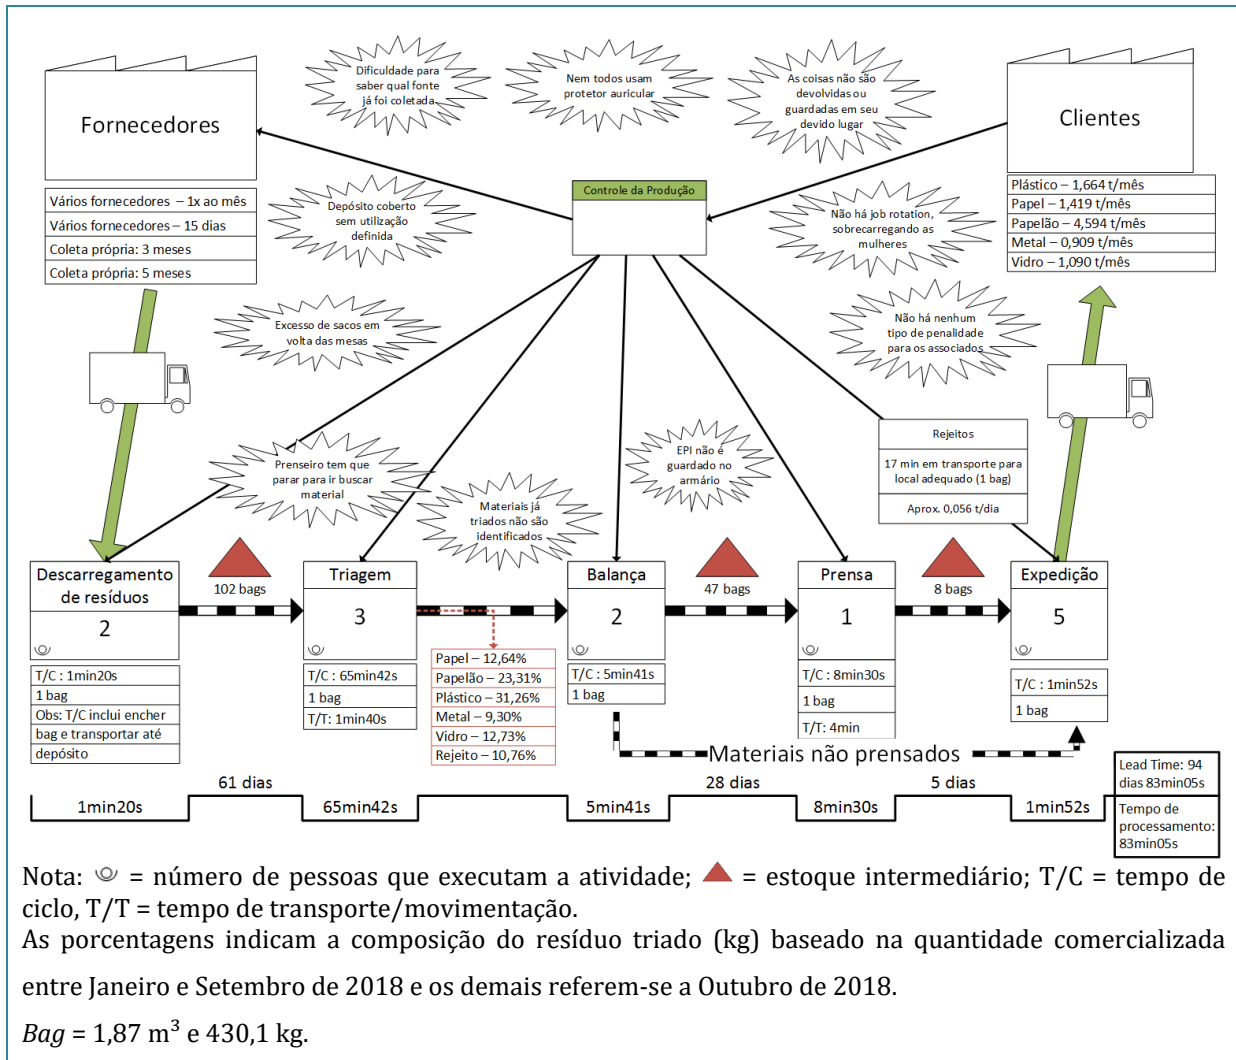 Dificuldade para
saber qual fonte
já foi coletada
Nem todos usam
protetor auricular
As coisas não são
devolvidas ou
guardadas em seu
devido lugar
Fornecedores
Clientes
Vários fornecedores – 1x ao mês
Vários fornecedores – 15 dias
Coleta própria: 3 meses
Coleta própria: 5 meses
Depósito coberto
sem utilização
definida
Controle da Produção
Não há job rotation,
sobrecarregando as
mulheres
Plástico – 1,664 t/mês
Papel – 1,419 t/mês
Papelão – 4,594 t/mês
Metal – 0,909 t/mês
Vidro – 1,090 t/mês
Excesso de sacos em
volta das mesas
Não há nenhum
tipo de penalidade
para os associados
Prenseiro tem que
parar para ir buscar
material
Materiais já
triados não são
identificados
EPI não é
guardado no
armário
Rejeitos
17 min em transporte para
local adequado (1 bag)
Aprox. 0,056 t/dia
Descarregamento
de resíduos
2
102 bags
Triagem
3
Balança
2
47 bags
Prensa
1
8 bags
Expedição
5
T/C : 1min20s
1 bag
Obs: T/C inclui encher
bag e transportar até
depósito
T/C : 65min42s
1 bag
T/T: 1min40s
Papel – 12,64%
Papelão – 23,31%
Plástico – 31,26%
Metal – 9,30%
Vidro – 12,73%
Rejeito – 10,76%
T/C : 5min41s
1 bag
T/C : 8min30s
1 bag
T/T: 4min
T/C : 1min52s
1 bag
Materiais não prensados
61 dias
28 dias
5 dias
1min20s
65min42s
5min41s
8min30s
1min52s
Lead Time: 94
dias 83min05s
Tempo de
processamento:
83min05s
Nota: = número de pessoas que executam a atividade; = estoque intermediário; T/C = tempo de
ciclo, T/T = tempo de transporte/movimentação.
As porcentagens indicam a composição do resíduo triado (kg) baseado na quantidade comercializada
entre Janeiro e Setembro de 2018 e os demais referem-se a Outubro de 2018.
Bag = 1,87 m³ e 430,1 kg.